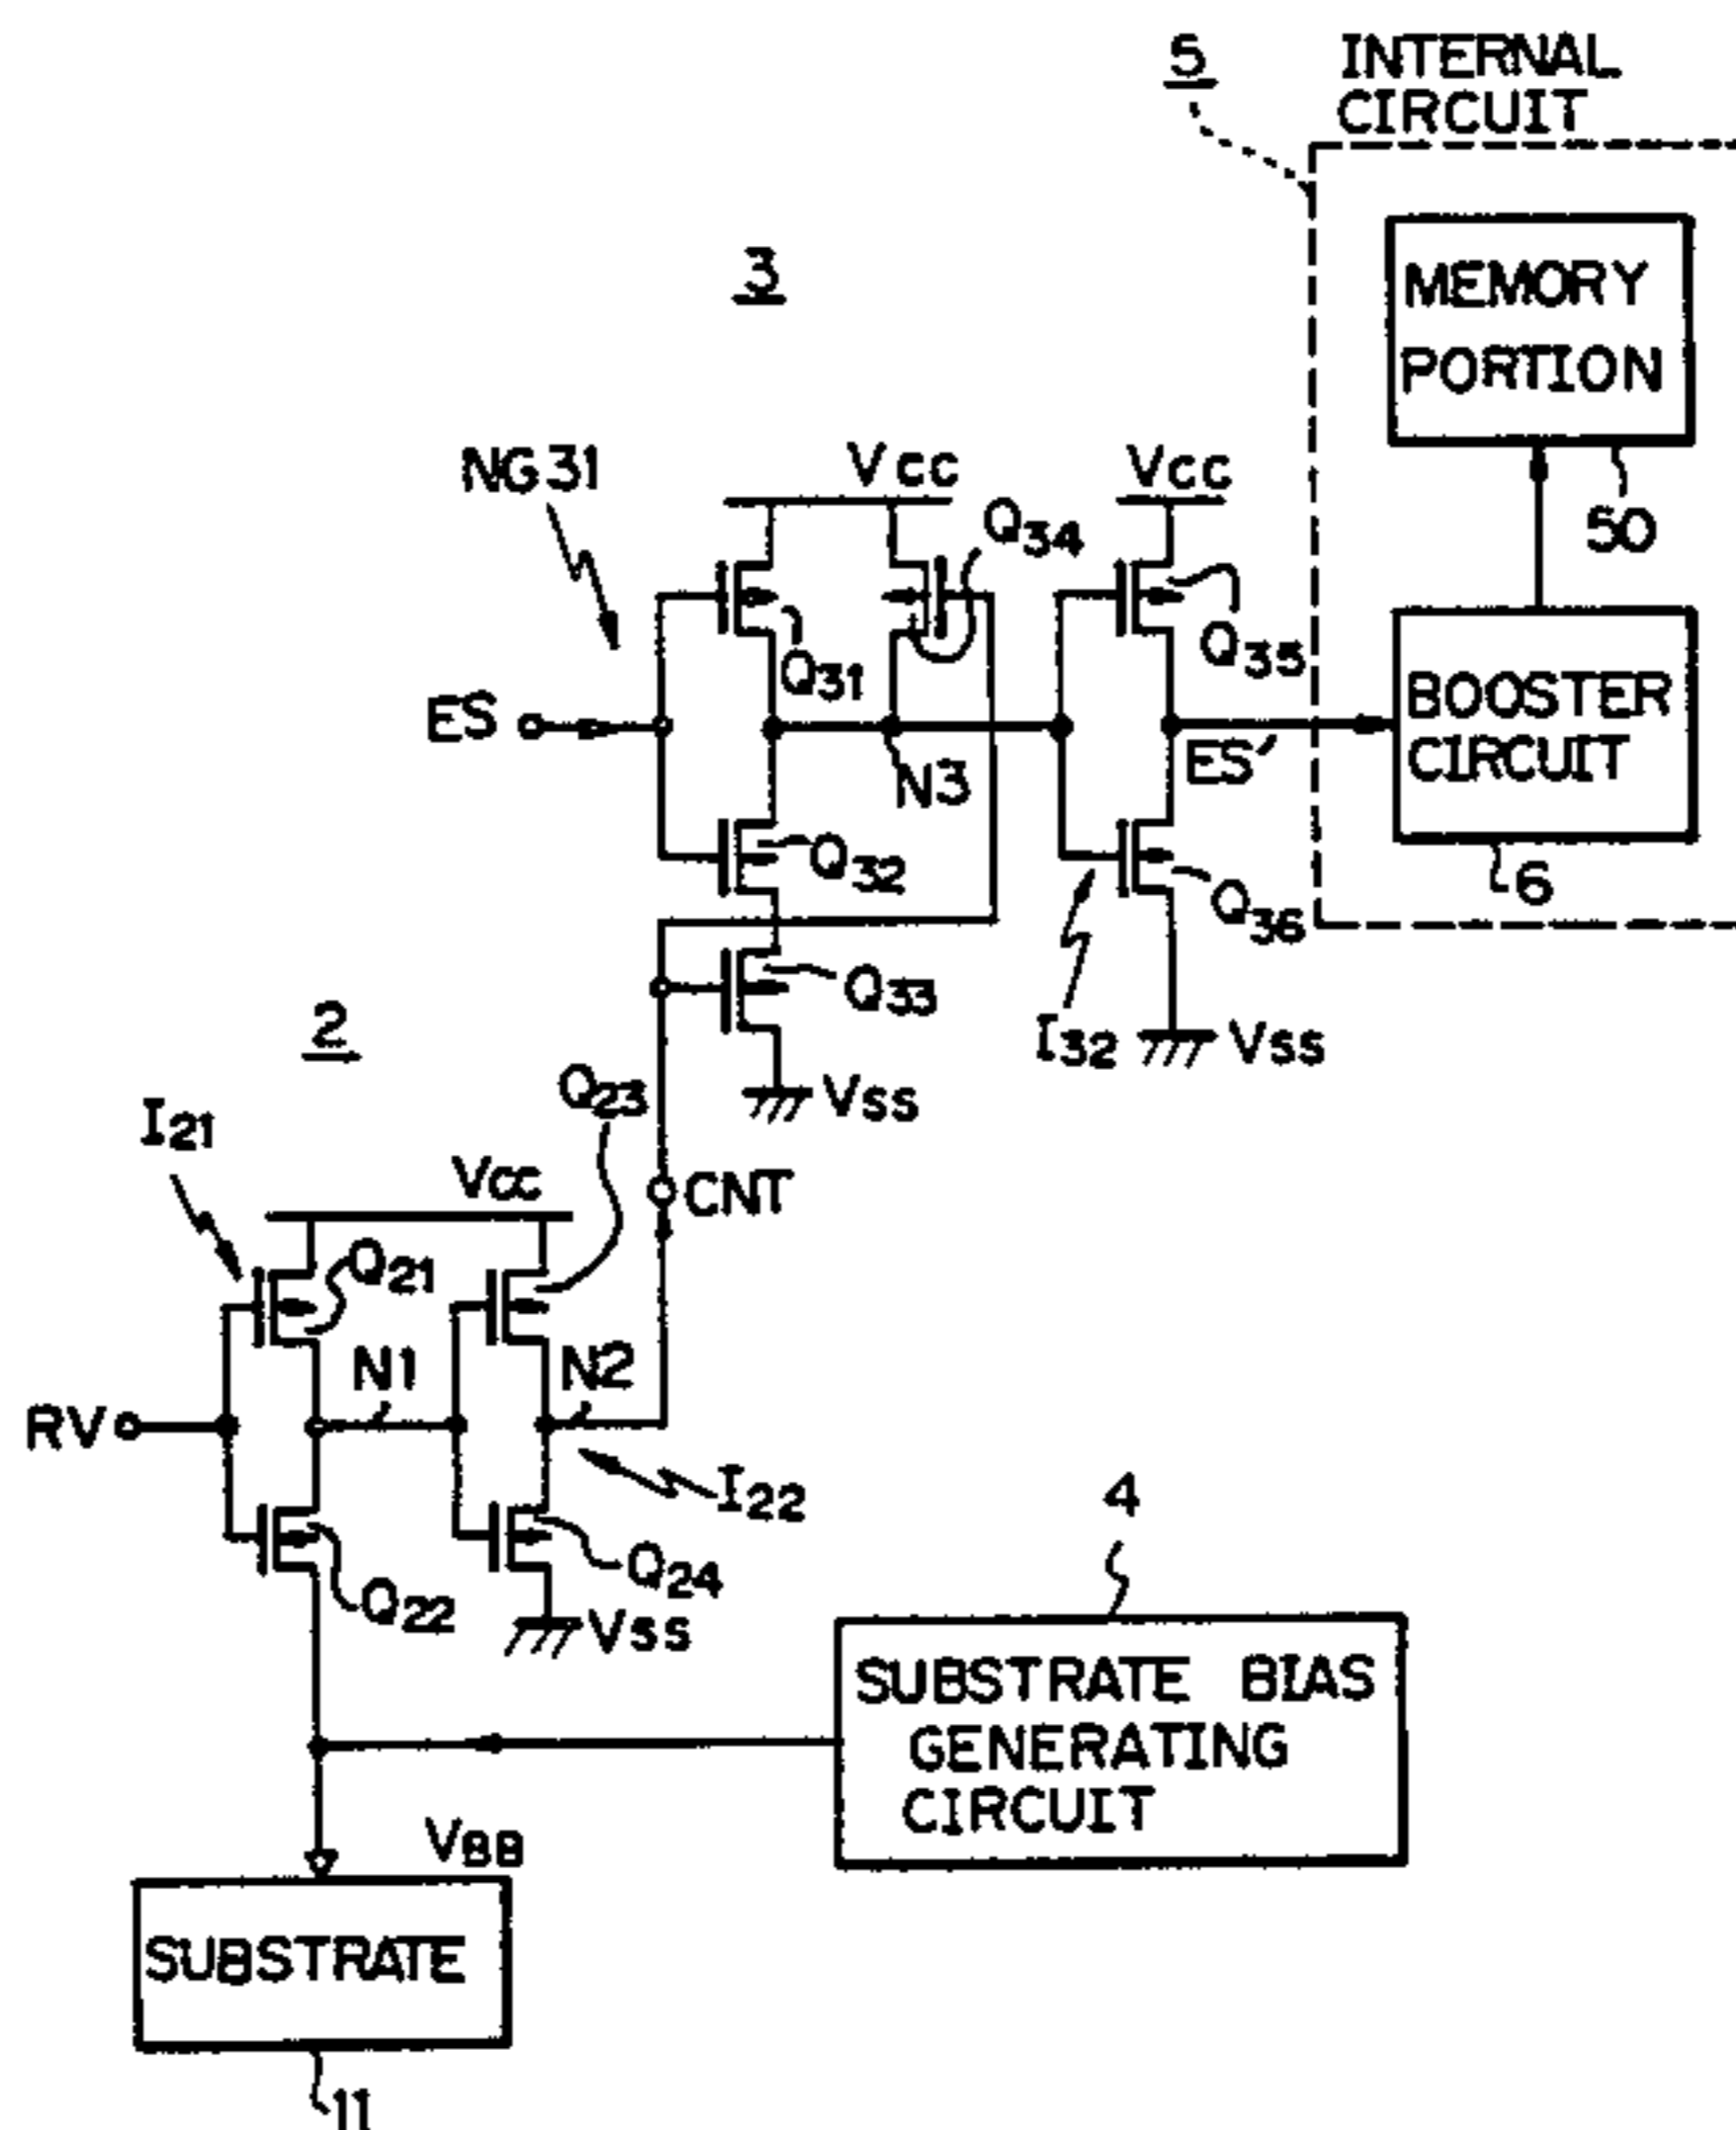 5
INTERNAL
CIRCUIT
3
MEMORY
PORTION
50
NG31
Vcc
Vcc
Q34
Q31
Q35
ES
N3
ES'
BOOSTER
CIRCUIT
6
Q32
Q36
Q33
I32
Vss
Vss
2
Q23
I21
Vcc
CNT
Q21
N1
N2
RV
I22
Q22
Q24
Vss
4
SUBSTRATE BIAS
GENERATING
CIRCUIT
VBB
SUBSTRATE
11